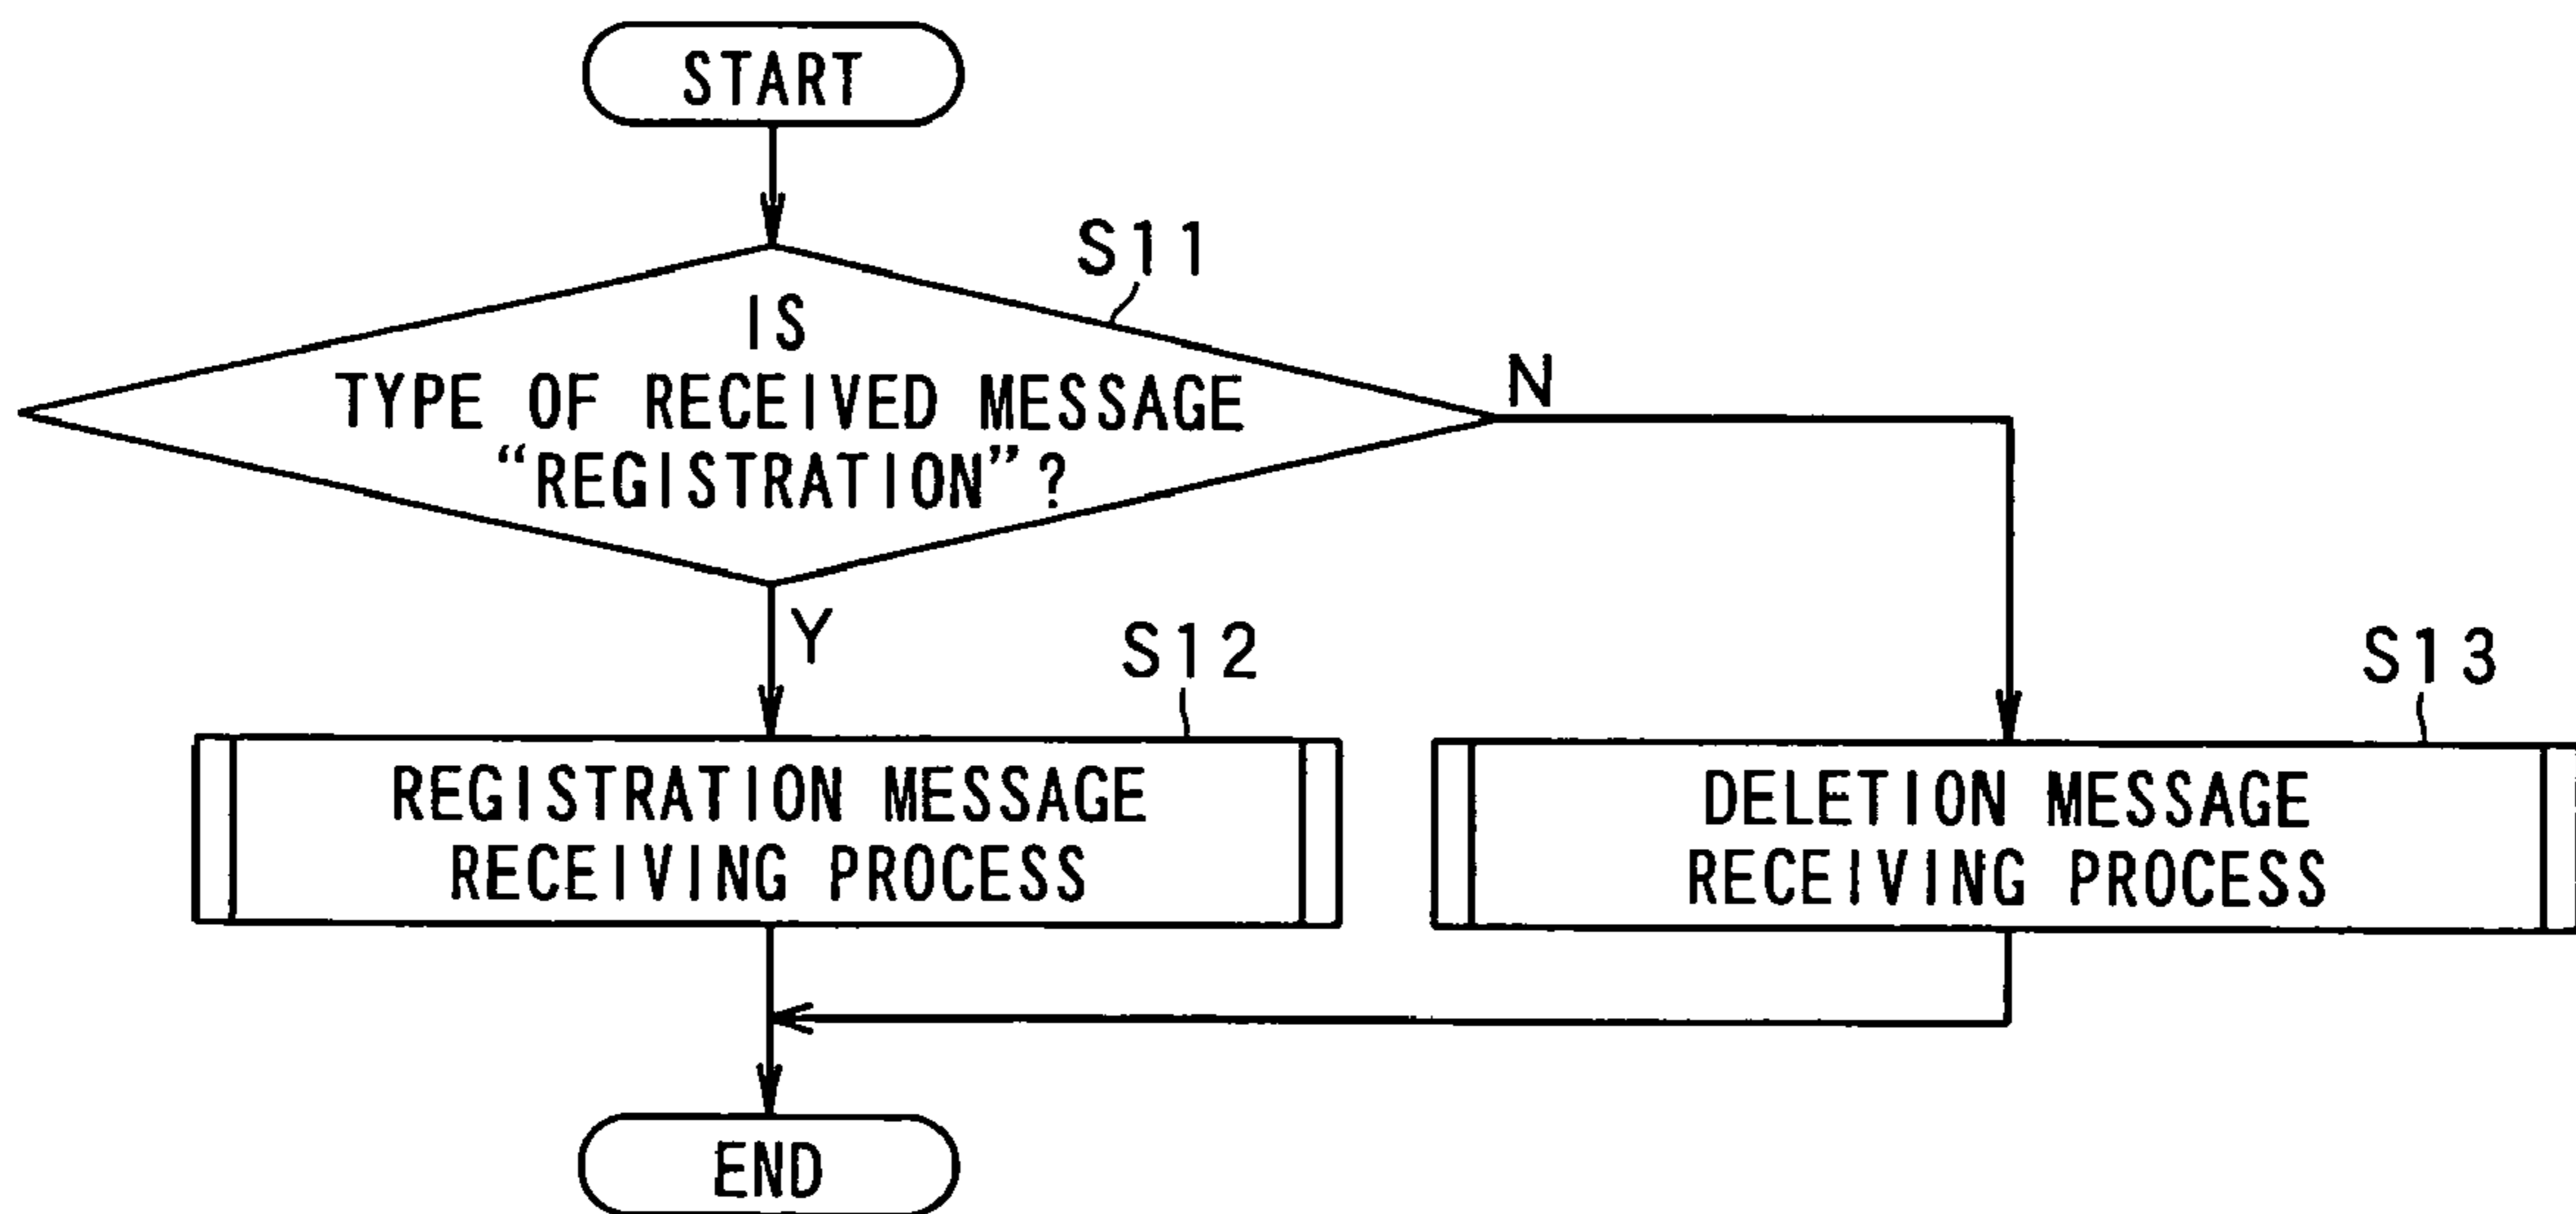 START
S11
IS
TYPE OF RECEIVED MESSAGE
“REGISTRATION”?
N
Y
S12
REGISTRATION MESSAGE
RECEIVING PROCESS
S13
DELETION MESSAGE
RECEIVING PROCESS
END